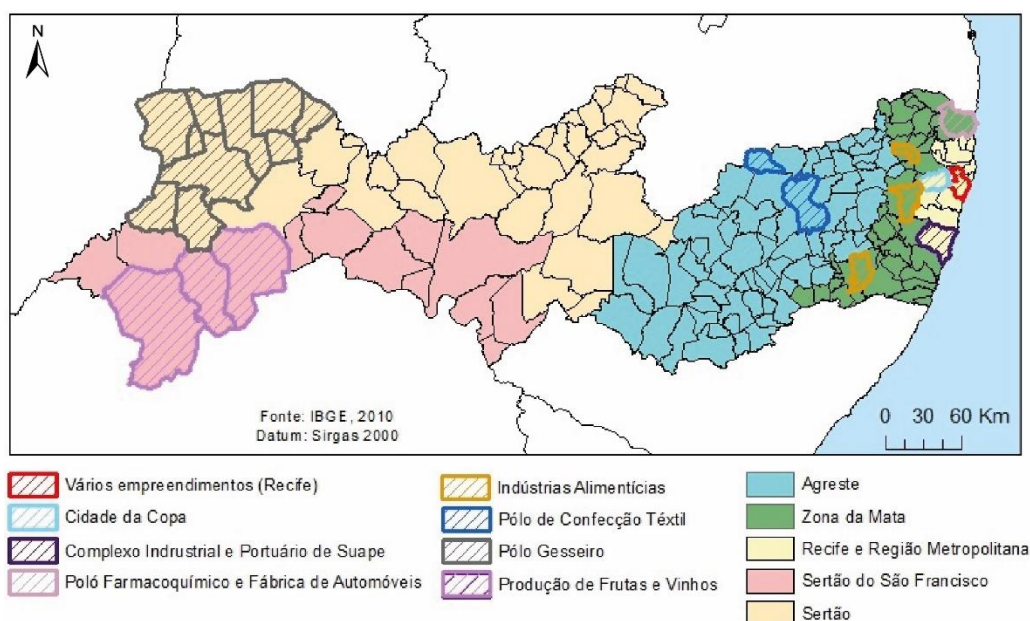 N
Fonte: IBGE, 2010
Datum: Sirgas 2000
0 30 60 Km
Vários empreendimentos (Recife)
Cidade da Copa
Complexo Indrustrial e Portuário de Suape
Poló Farmacoquímico e Fábrica de Automóveis
Indústrias Alimentícias
Pólo de Confecção Téxtil
Pólo Gesseiro
Produção de Frutas e Vinhos
Agreste
Zona da Mata
Recife e Região Metropolitana
Sertão do São Francisco
Sertão